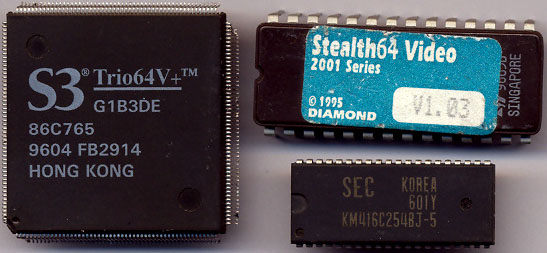 S3® Trio64V+™
G1B3DE
86C765
9604 FB2914
HONG KONG
Stealth64 Video
2001 Series
© 1995
DIAMOND
V1.03
SINGAPORE
SEC KOREA
601Y
KM416C254BJ-5